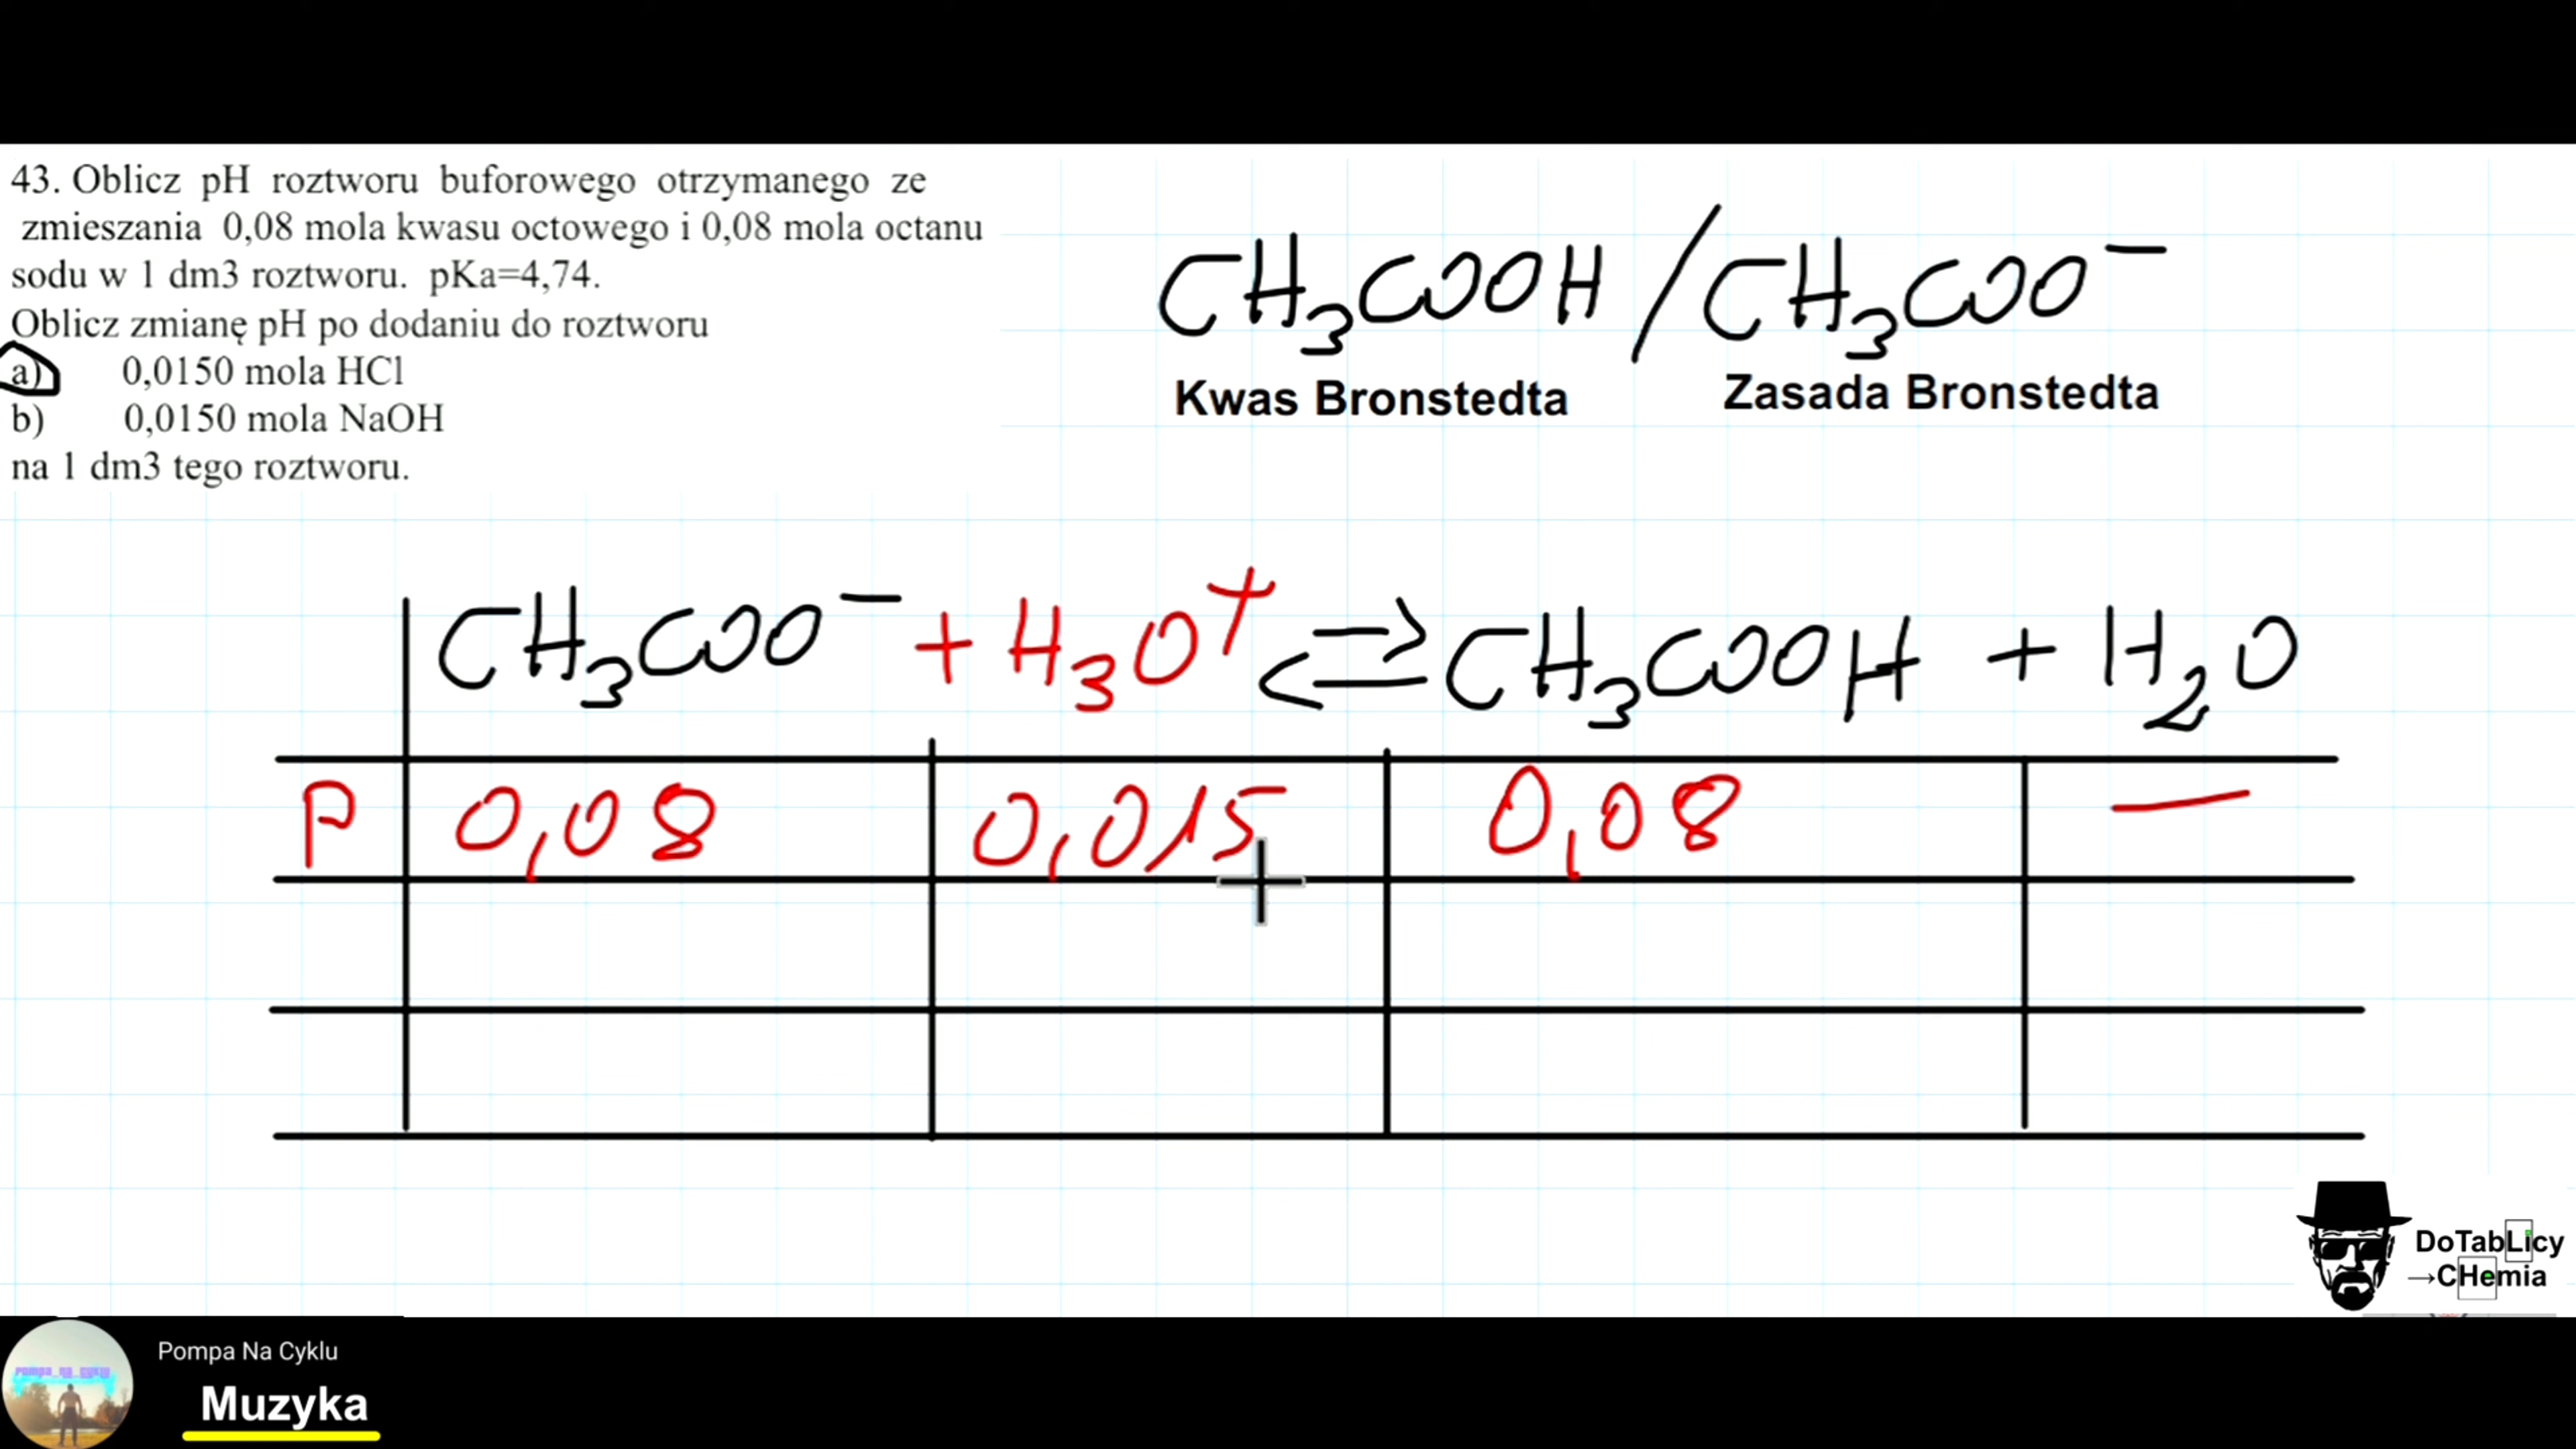 43. Oblicz pH roztworu buforowego otrzymanego ze
zmieszania 0,08 mola kwasu octowego i 0,08 mola octanu
sodu w 1 dm3 roztworu. pKa=4,74.
Oblicz zmianę pH po dodaniu do roztworu
a) 0,0150 mola HCl
b) 0,0150 mola NaOH
na 1 dm3 tego roztworu.
CH₃COOH / CH₃COO⁻
Kwas Bronstedta Zasada Bronstedta
CH₃COO⁻ + H₃O⁺ ⇄ CH₃COOH + H₂O
P 0,08 0,015 0,08 —
DoTabLicy
→CHemia
POMPA_NA_CYKLU
Pompa Na Cyklu
Muzyka